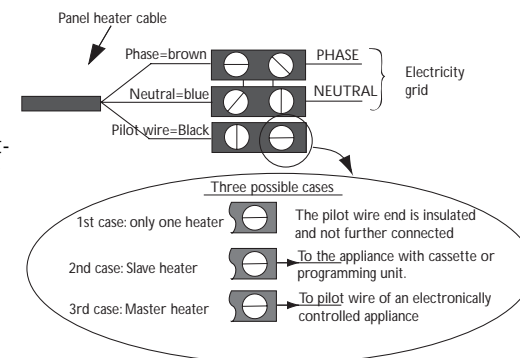 Panel heater cable
Phase=brown
PHASE
Neutral=blue
NEUTRAL
Electricity
grid
Pilot wire=Black
-
Three possible cases
1st case: only one heater
The pilot wire end is insulated
and not further connected
2nd case: Slave heater
To the appliance with cassette or
programming unit.
3rd case: Master heater
To pilot wire of an electronically
controlled appliance